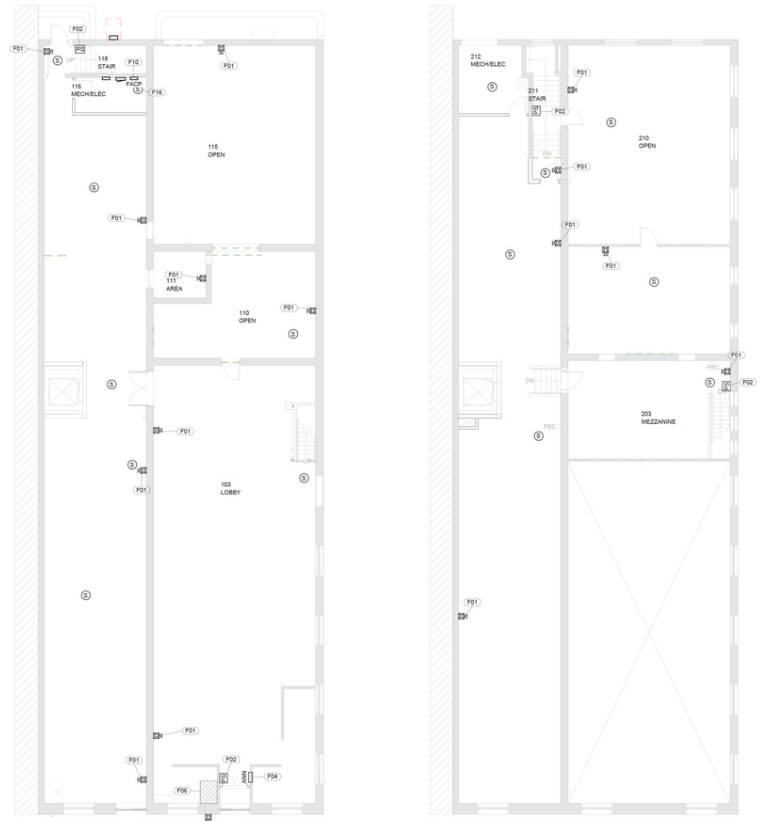 F02
F01
UP
118
STAIR
F10
F01
116
MECH/ELEC
FACP
S
F16
115
OPEN
S
F01
F01
111
AREA
F01
110
OPEN
S
S
F01
S
F01
103
LOBBY
UP
S
S
F01
F01
F02
ANN
F04
F06
212
MECH/ELEC
S
F01
211
STAIR
F02
S
210
OPEN
DN
F01
S
F01
S
F01
S
F01
FEC
S
F02
DN
203
MEZZANINE
FEC
S
F01